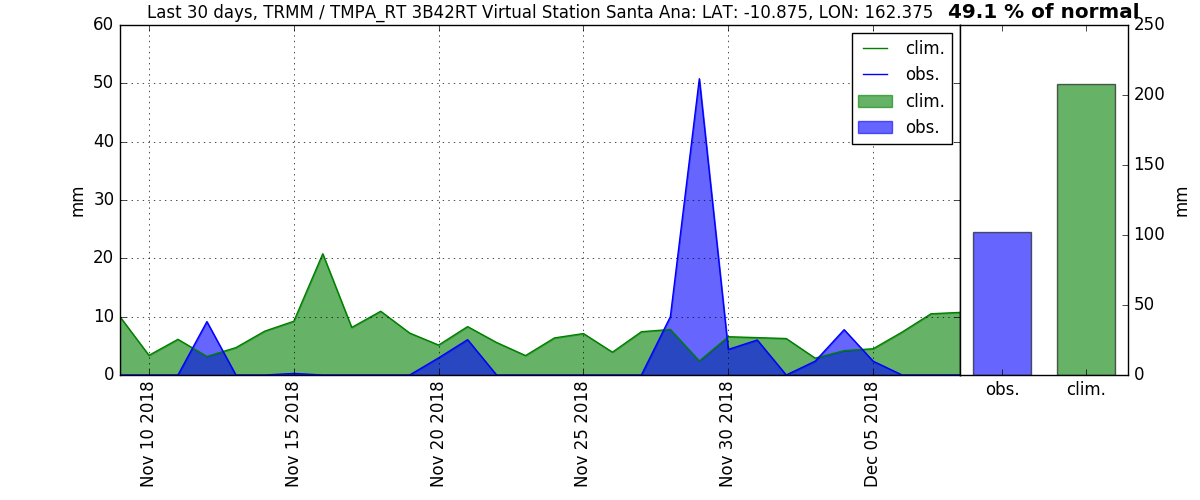 Last 30 days, TRMM / TMPA_RT 3B42RT Virtual Station Santa Ana: LAT: -10.875, LON: 162.375
49.1 % of normal
clim.
obs.
clim.
obs.
60
50
40
30
20
10
0
mm
Nov 10 2018
Nov 15 2018
Nov 20 2018
Nov 25 2018
Nov 30 2018
Dec 05 2018
250
200
150
100
50
0
mm
obs.
clim.